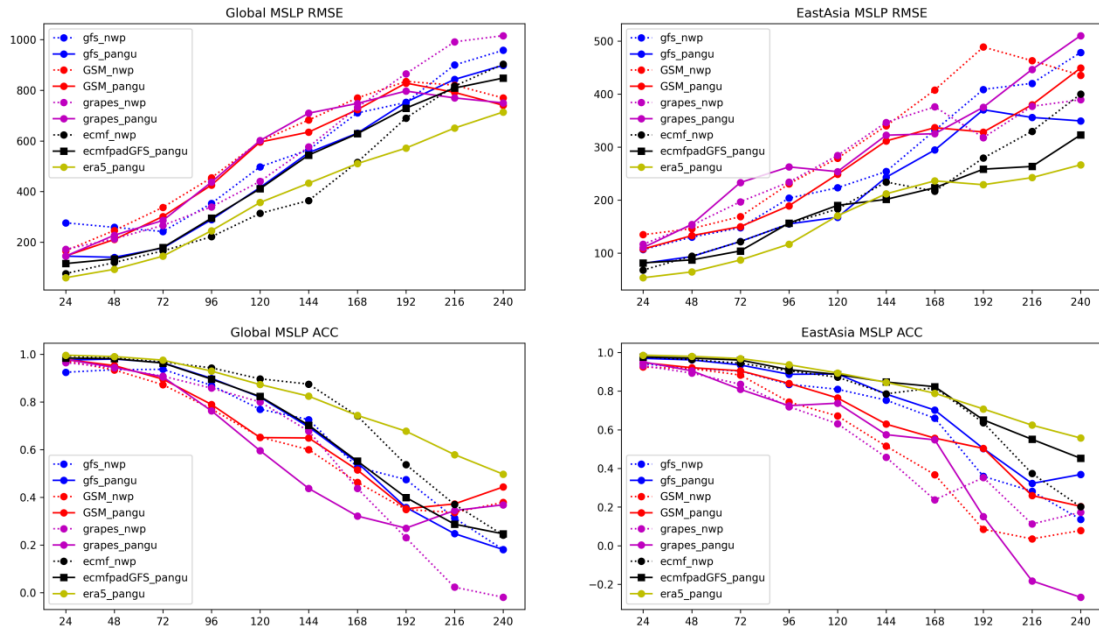 Global MSLP RMSE
1000
800
600
400
200
gfs_nwp
gfs_pangu
GSM_nwp
GSM_pangu
grapes_nwp
grapes_pangu
ecmf_nwp
ecmfpadGFS_pangu
era5_pangu
24 48 72 96 120 144 168 192 216 240
EastAsia MSLP RMSE
500
400
300
200
100
gfs_nwp
gfs_pangu
GSM_nwp
GSM_pangu
grapes_nwp
grapes_pangu
ecmf_nwp
ecmfpadGFS_pangu
era5_pangu
24 48 72 96 120 144 168 192 216 240
Global MSLP ACC
1.0
0.8
0.6
0.4
0.2
0.0
gfs_nwp
gfs_pangu
GSM_nwp
GSM_pangu
grapes_nwp
grapes_pangu
ecmf_nwp
ecmfpadGFS_pangu
era5_pangu
24 48 72 96 120 144 168 192 216 240
EastAsia MSLP ACC
1.0
0.8
0.6
0.4
0.2
0.0
−0.2
gfs_nwp
gfs_pangu
GSM_nwp
GSM_pangu
grapes_nwp
grapes_pangu
ecmf_nwp
ecmfpadGFS_pangu
era5_pangu
24 48 72 96 120 144 168 192 216 240